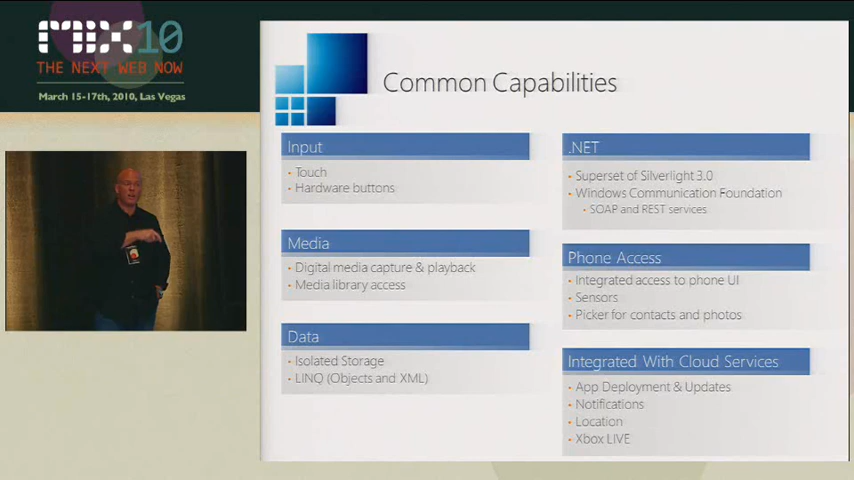 MIX10
THE NEXT WEB NOW
March 15-17th, 2010, Las Vegas
Common Capabilities
Input
• Touch
• Hardware buttons
Media
• Digital media capture & playback
• Media library access
Data
• Isolated Storage
• LINQ (Objects and XML)
.NET
• Superset of Silverlight 3.0
• Windows Communication Foundation
• SOAP and REST services
Phone Access
• Integrated access to phone UI
• Sensors
• Picker for contacts and photos
Integrated With Cloud Services
• App Deployment & Updates
• Notifications
• Location
• Xbox LIVE